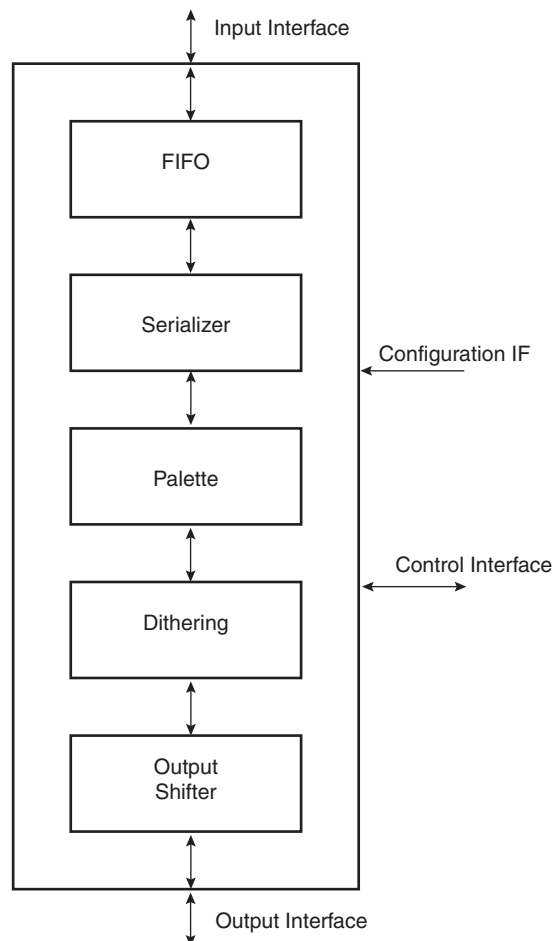 Input Interface
FIFO
Serializer
Configuration IF
Palette
Control Interface
Dithering
Output
Shifter
Output Interface